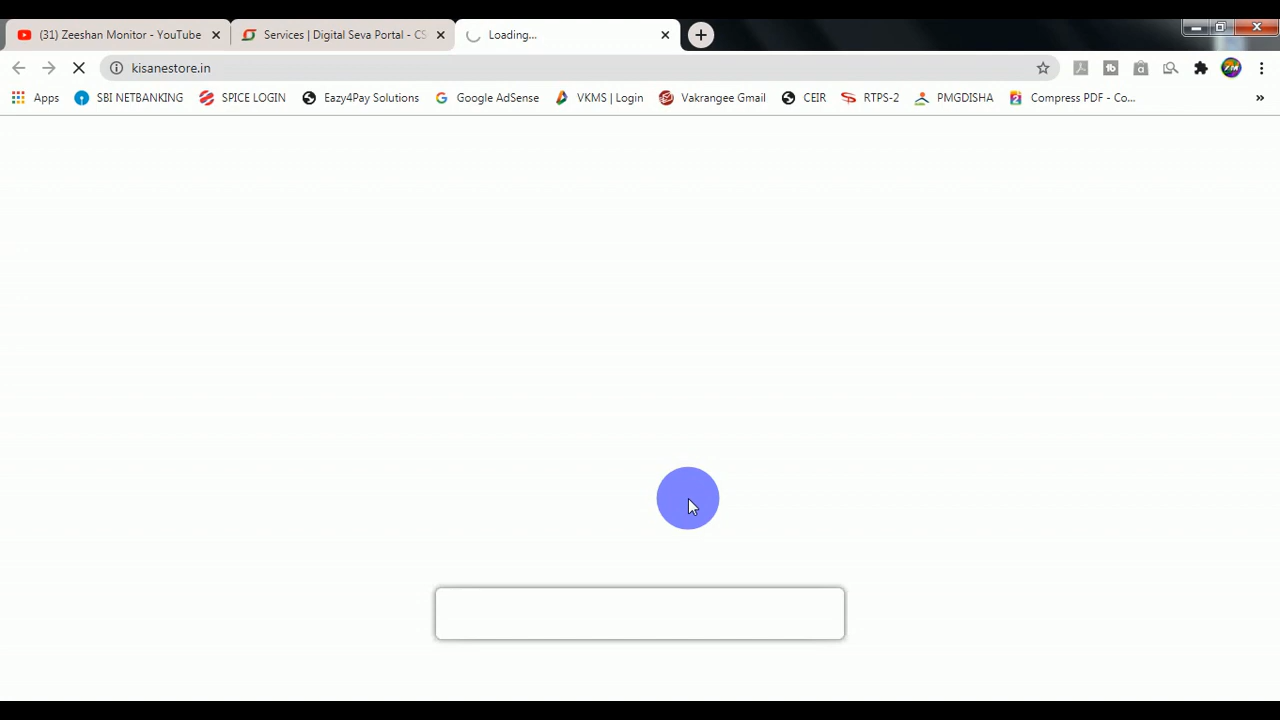 (31) Zeeshan Monitor - YouTube
Services | Digital Seva Portal - CS
Loading...
kisanestore.in
Apps
SBI NETBANKING
SPICE LOGIN
Eazy4Pay Solutions
Google AdSense
VKMS | Login
Vakrangee Gmail
CEIR
RTPS-2
PMGDISHA
Compress PDF - Co...
»